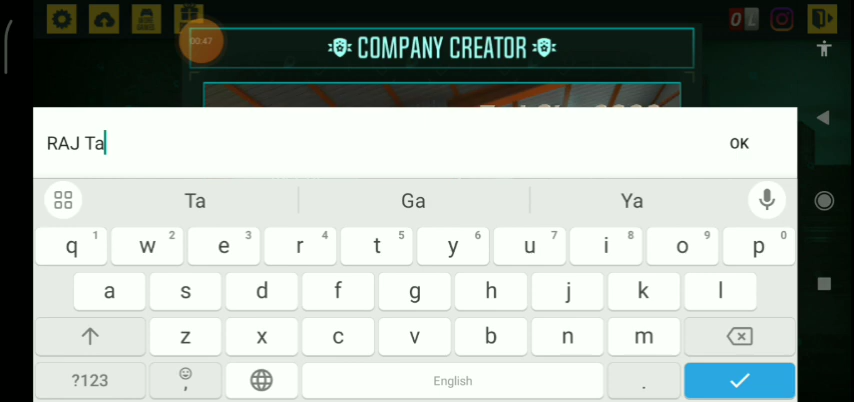 00:47
OL
COMPANY CREATOR
RAJ Ta
OK
Ta Ga Ya
q 1 w 2 e 3 r 4 t 5 y 6 u 7 i 8 o 9 p 0
a s d f g h j k l
z x c v b n m
?123 , English .